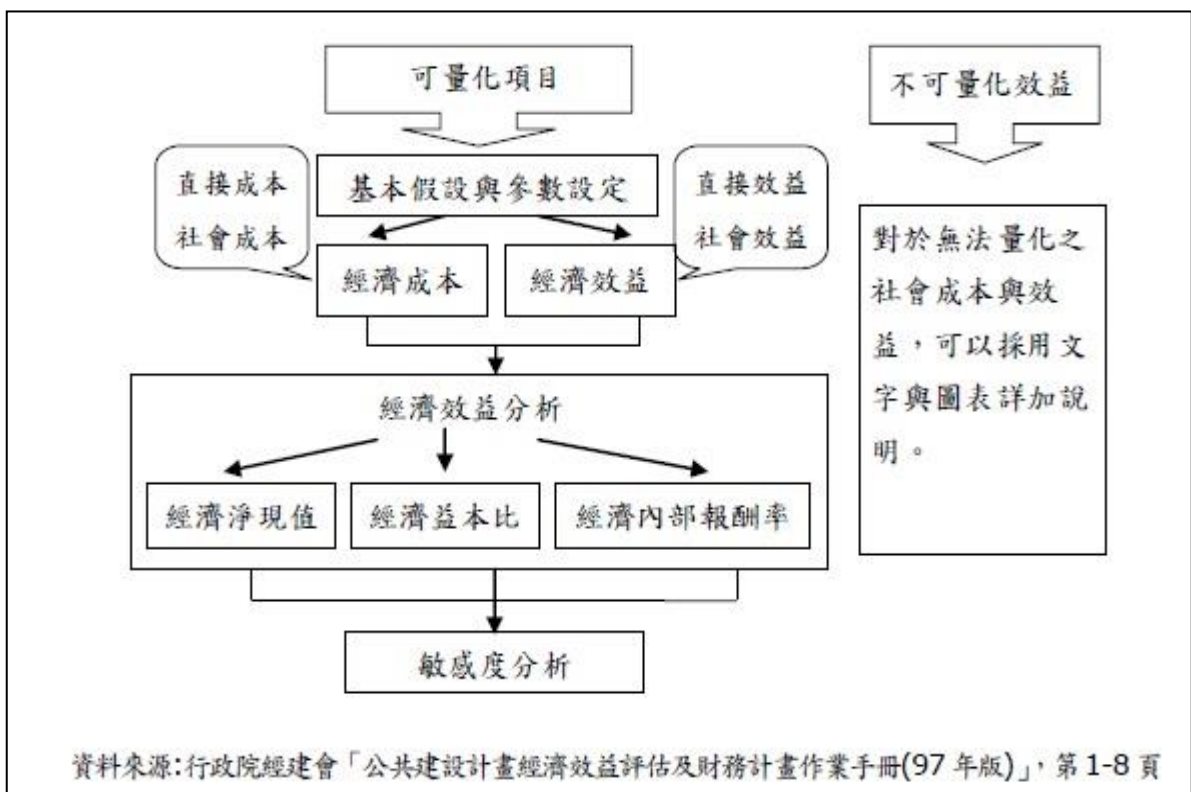 可量化項目
不可量化效益
直接成本
社會成本
基本假設與參數設定
直接效益
社會效益
經濟成本
經濟效益
對於無法量化之
社會成本與效
益，可以採用文
字與圖表詳加說
明。
經濟效益分析
經濟淨現值
經濟益本比
經濟內部報酬率
敏感度分析
資料來源:行政院經建會「公共建設計畫經濟效益評估及財務計畫作業手冊(97 年版)」，第 1-8 頁